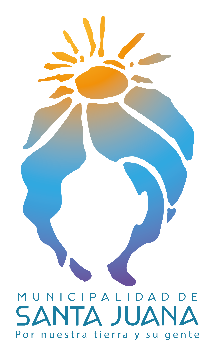 MUNICIPALIDAD DE
SANTA JUANA
Por nuestra tierra y su gente